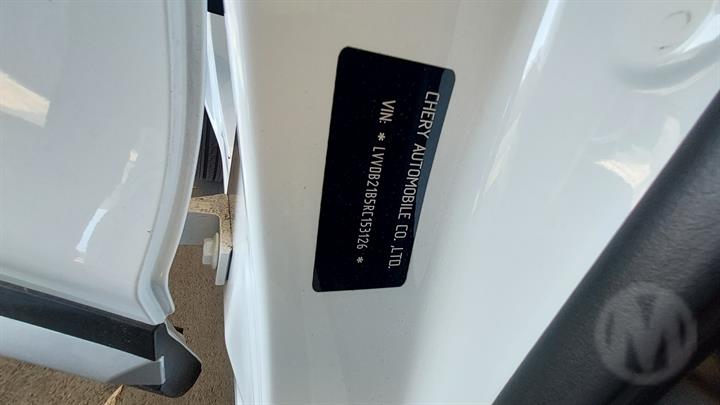 CHERY AUTOMOBILE CO.,LTD.
VIN: * LVVDB21B5RC153126 *
M